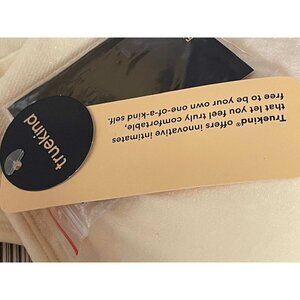 truekind
Truekind® offers innovative intimates
that let you feel truly comfortable,
free to be your own one-of-a-kind self.